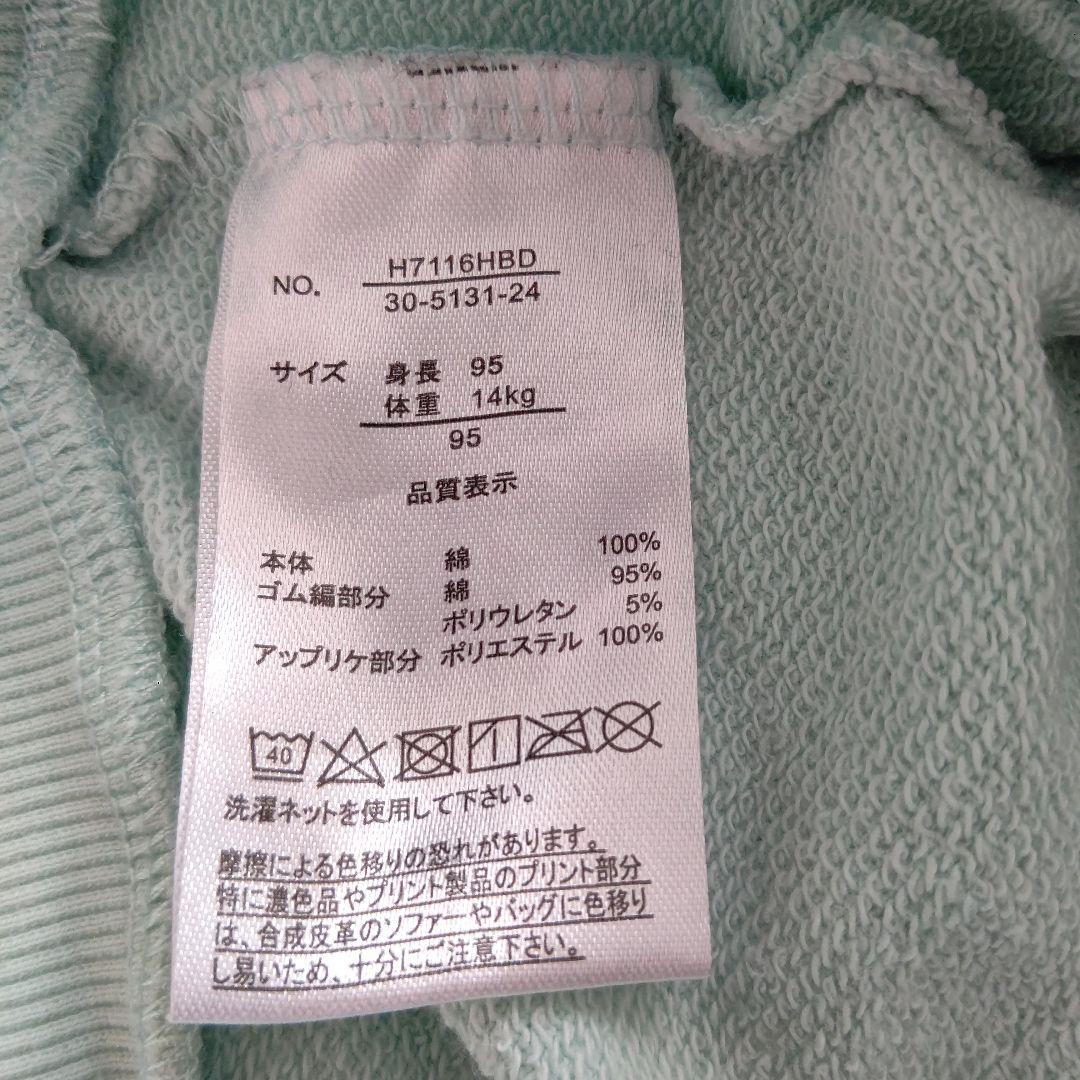 NO. H7116HBD
30-5131-24
サイズ 身長 95
体重 14kg
95
品質表示
本体 綿 100%
ゴム編部分 綿 95%
ポリウレタン 5%
アップリケ部分 ポリエステル 100%
40
洗濯ネットを使用して下さい。
摩擦による色移りの恐れがあります。
特に濃色品やプリント製品のプリント部分
は、合成皮革のソファーやバッグに色移り
し易いため、十分にご注意下さい。